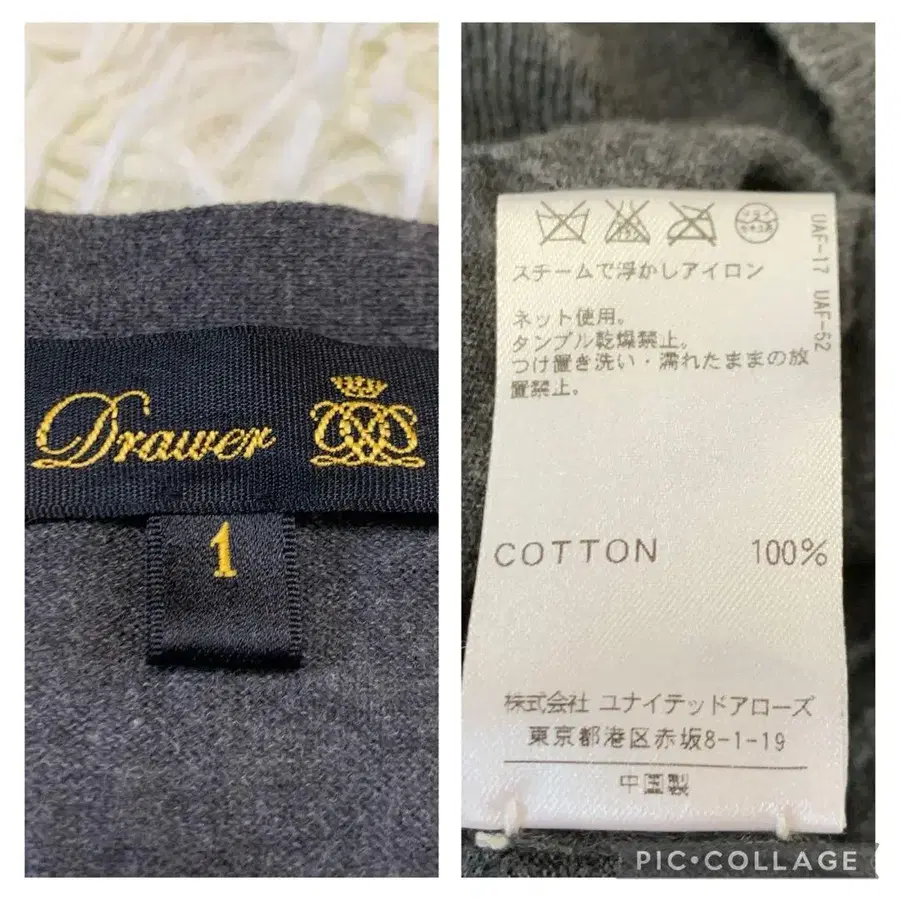 Drawer
1
スチームで浮かしアイロン
ネット使用。
タンブル乾燥禁止。
つけ置き洗い・濡れたままの放
置禁止。
COTTON 100%
株式会社 ユナイテッドアローズ
東京都港区赤坂8-1-19
中国製
UAF-17 UAF-52
PIC•COLLAGE